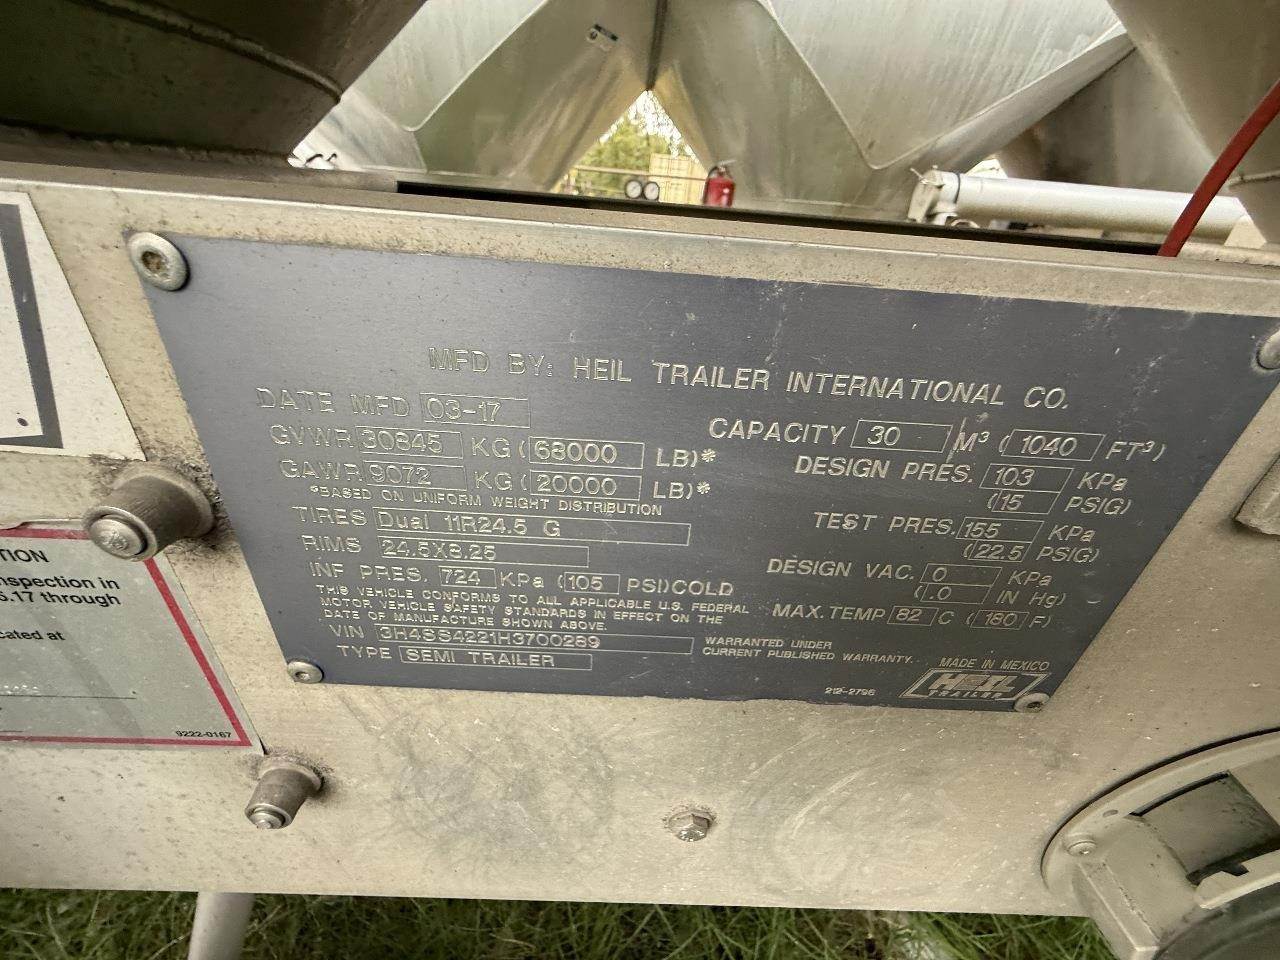 MFD BY: HEIL TRAILER INTERNATIONAL CO.
DATE MFD 03-17
GVWR 30845 KG (68000 LB)*
GAWR 9072 KG (20000 LB)*
*BASED ON UNIFORM WEIGHT DISTRIBUTION
TIRES Dual 11R24.5 G
RIMS 24.5X8.25
INF PRES. 724 KPa (105 PSI) COLD
THIS VEHICLE CONFORMS TO ALL APPLICABLE U.S. FEDERAL
MOTOR VEHICLE SAFETY STANDARDS IN EFFECT ON THE
DATE OF MANUFACTURE SHOWN ABOVE.
VIN 3H4SS4221H3700289
TYPE SEMI TRAILER
CAPACITY 30 M³ (1040 FT³)
DESIGN PRES. 103 KPa
(15 PSIG)
TEST PRES. 155 KPa
(22.5 PSIG)
DESIGN VAC. 0 KPa
(.0 IN Hg)
MAX. TEMP 82 C (180 F)
WARRANTED UNDER
CURRENT PUBLISHED WARRANTY.
212-2796
MADE IN MEXICO
HEIL
TRAILER
TION
nspection in
.17 through
cated at
9222-0167